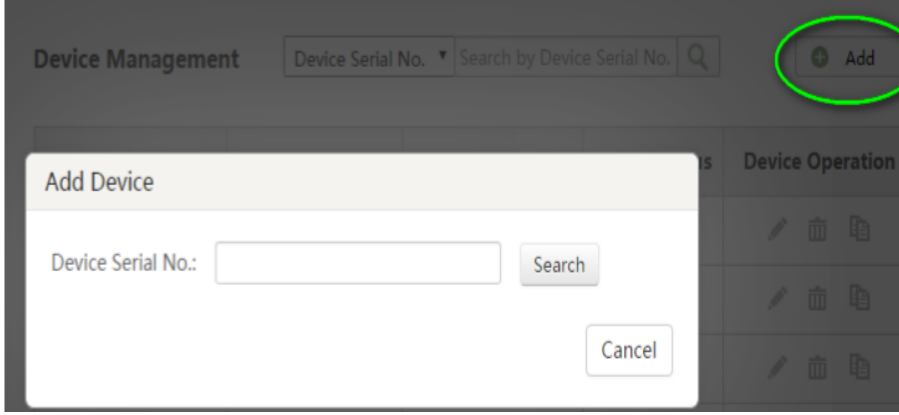 Device Management
Device Serial No.
Search by Device Serial No.
Add
us
Device Operation
Add Device
Device Serial No.:
Search
Cancel